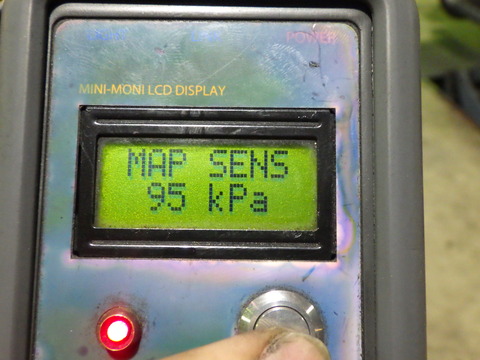 POWER
MINI-MONI LCD DISPLAY
MAP SENS
95 kPa